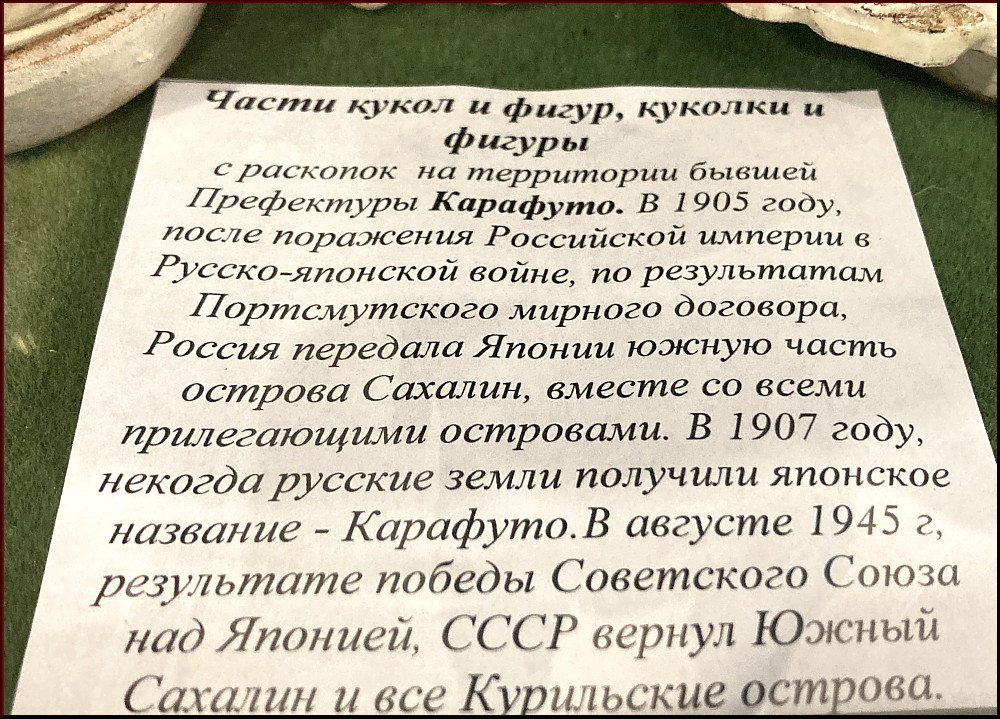 Части кукол и фигур, куколки и
фигуры
с раскопок на территории бывшей
Префектуры Карафуто. В 1905 году,
после поражения Российской империи в
Русско-японской войне, по результатам
Портсмутского мирного договора,
Россия передала Японии южную часть
острова Сахалин, вместе со всеми
прилегающими островами. В 1907 году,
некогда русские земли получили японское
название - Карафуто.В августе 1945 г,
результате победы Советского Союза
над Японией, СССР вернул Южный
Сахалин и все Курильские острова.